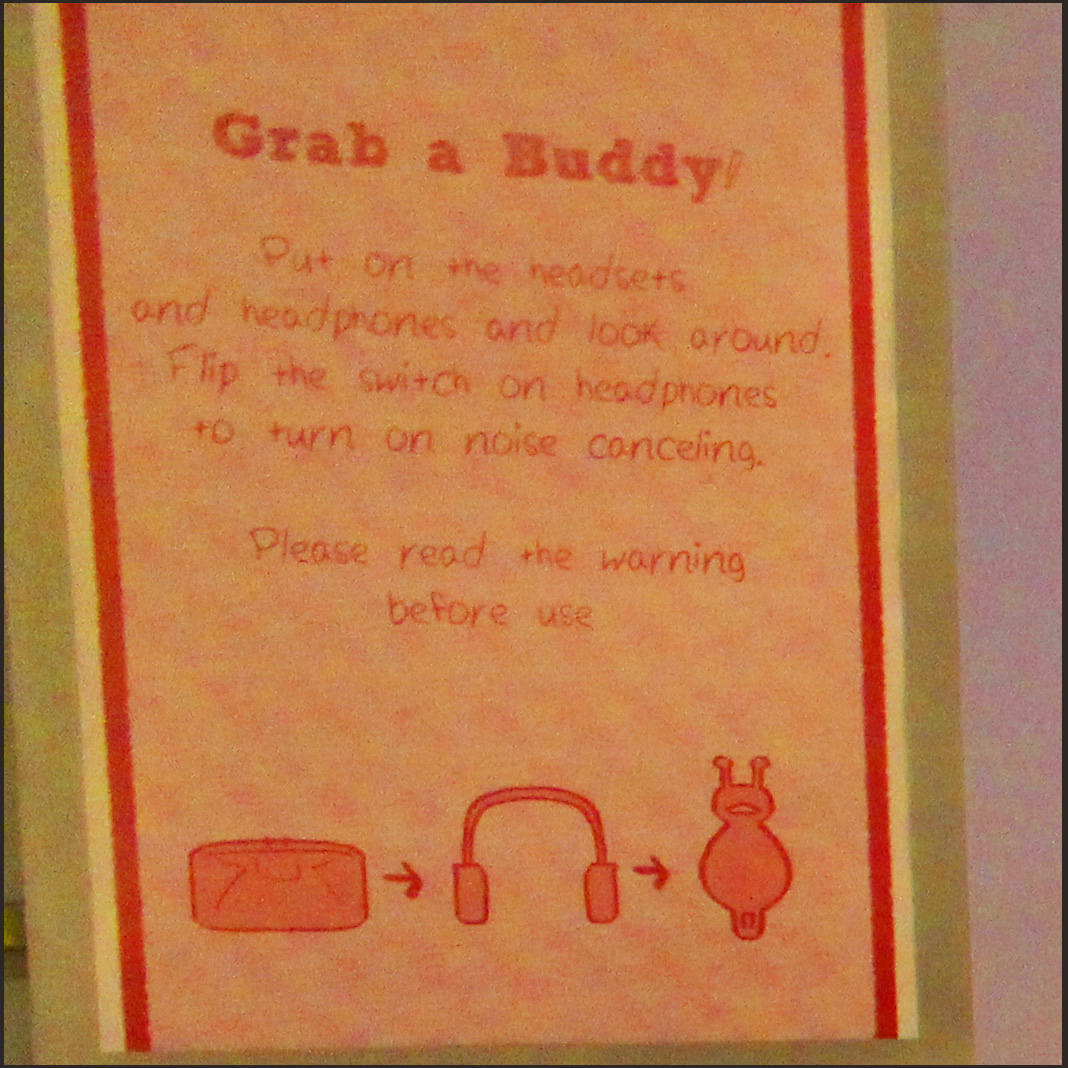 Grab a Buddy!
Put on the headsets
and headphones and look around.
Flip the switch on headphones
to turn on noise canceling.
Please read the warning
before use